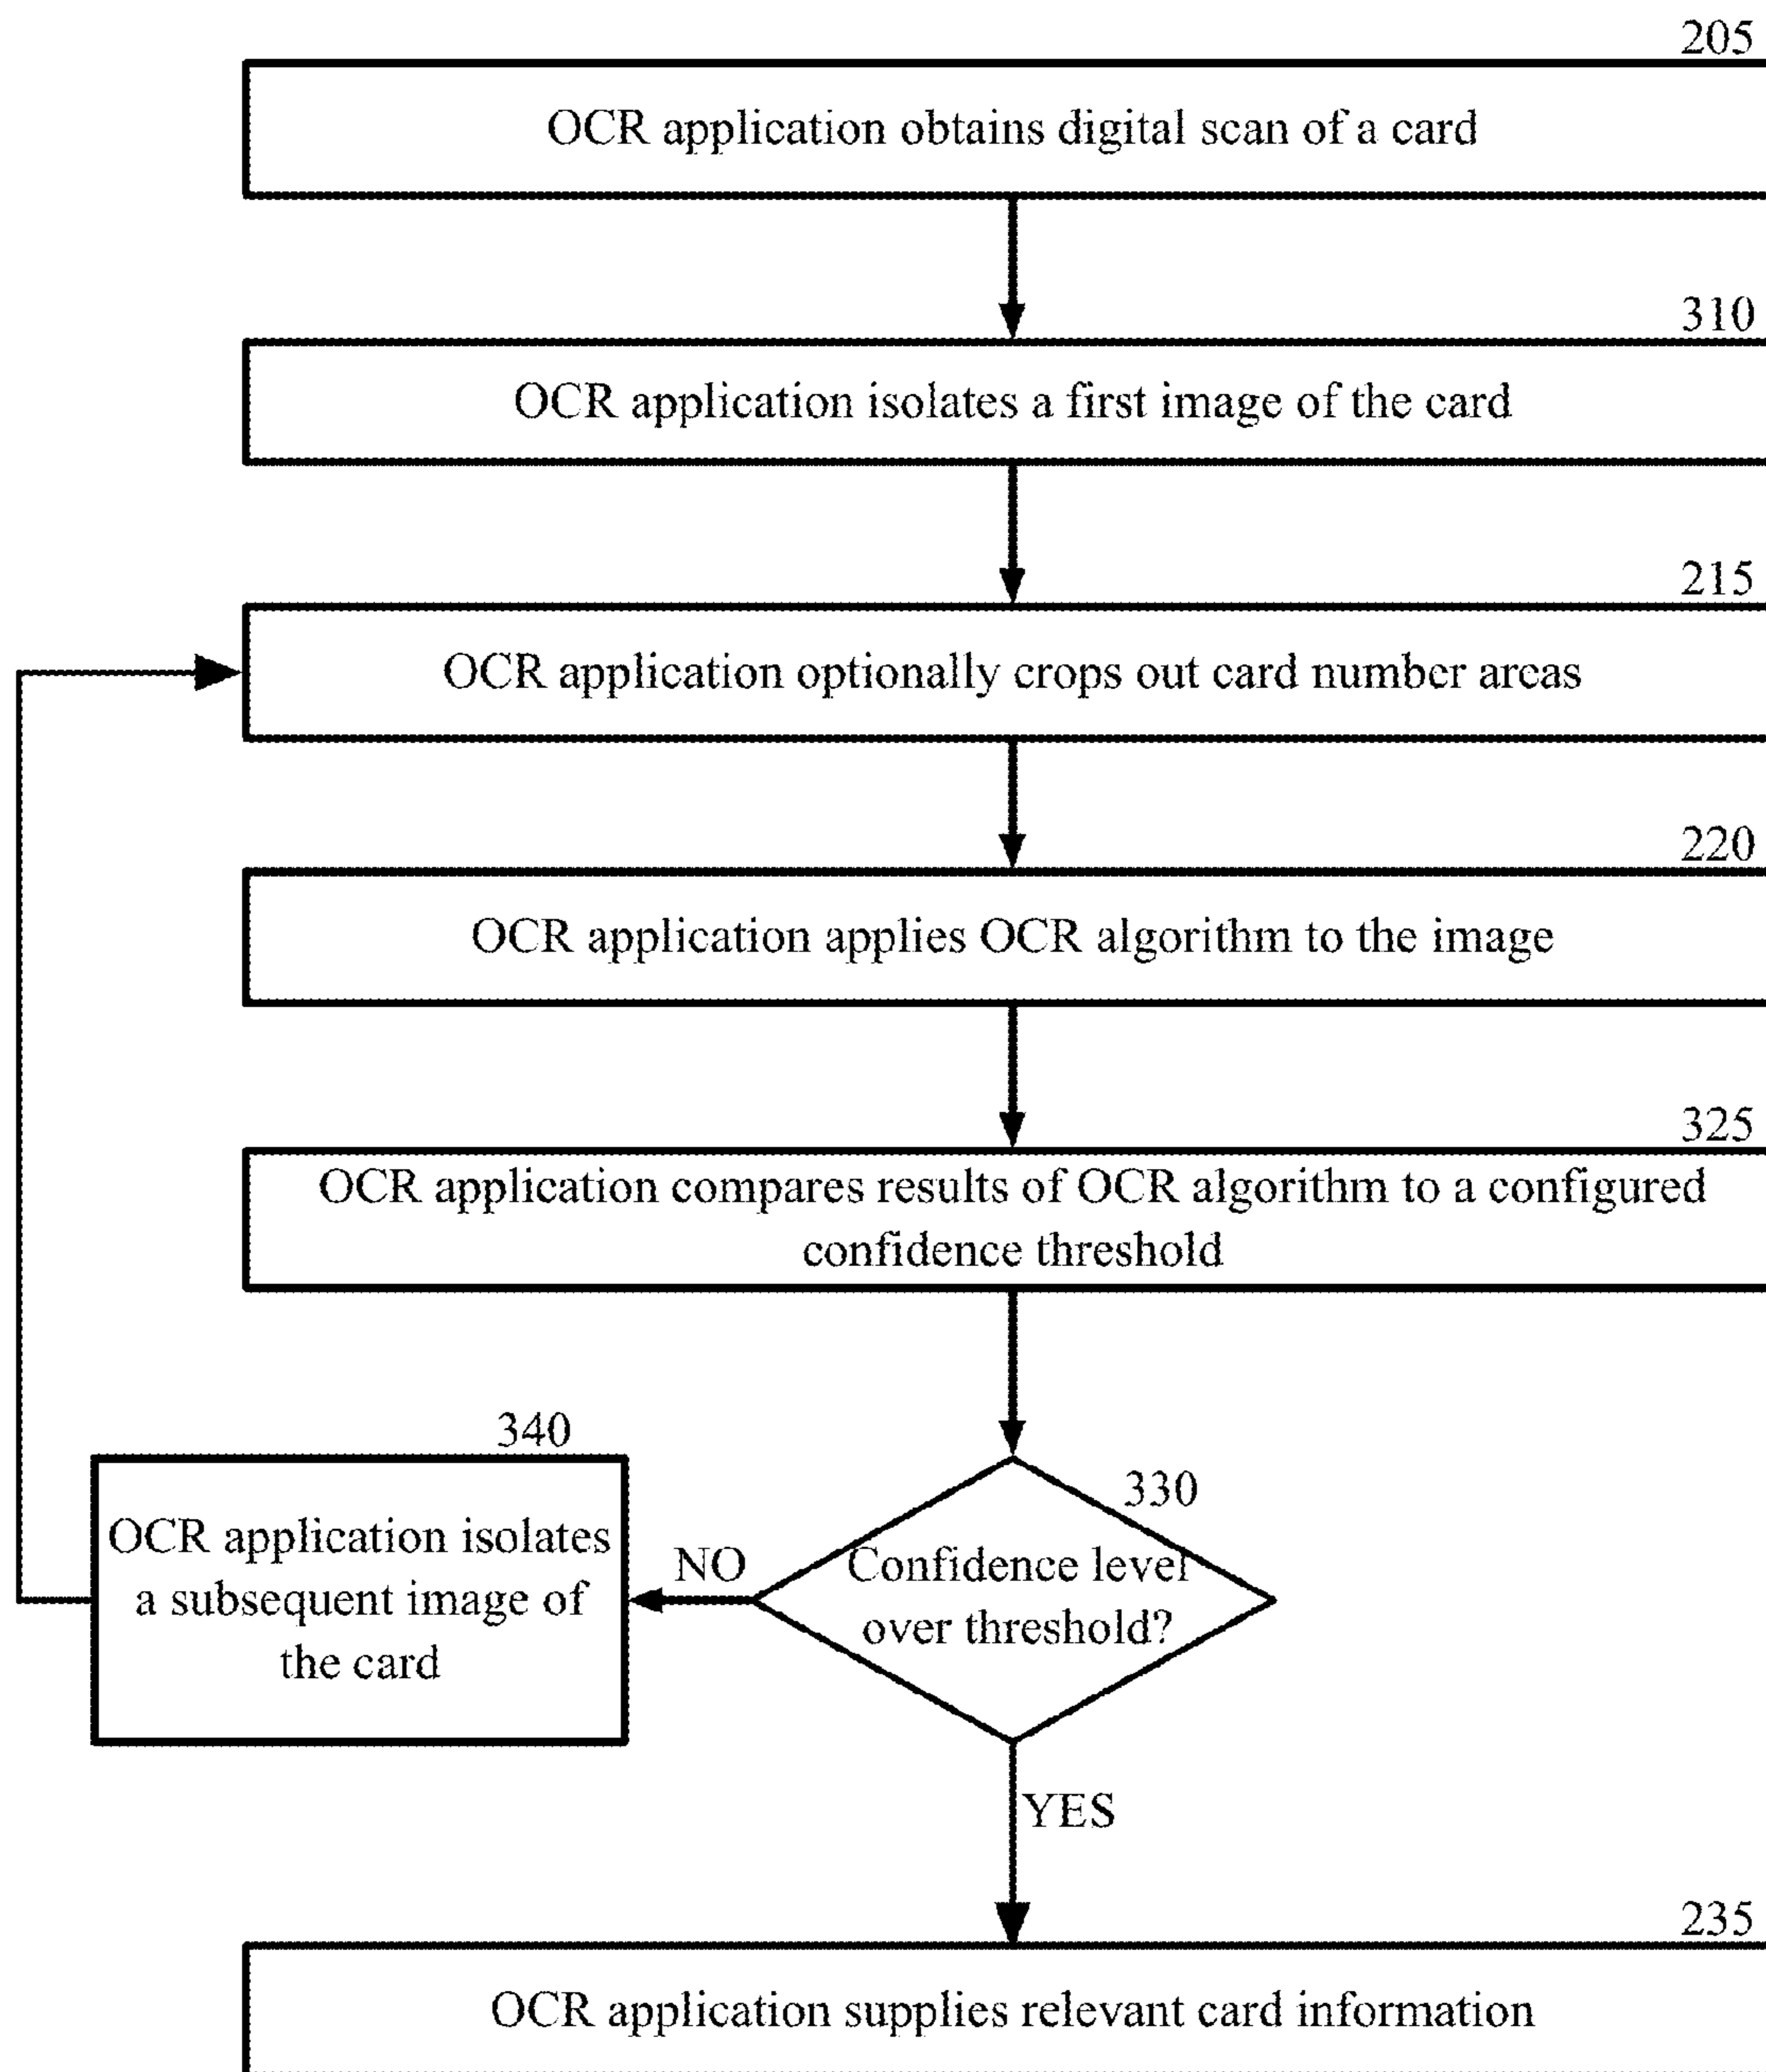 205
OCR application obtains digital scan of a card
310
OCR application isolates a first image of the card
215
OCR application optionally crops out card number areas
220
OCR application applies OCR algorithm to the image
325
OCR application compares results of OCR algorithm to a configured
confidence threshold
340
OCR application isolates
a subsequent image of
the card
NO
330
Confidence level
over threshold?
YES
235
OCR application supplies relevant card information